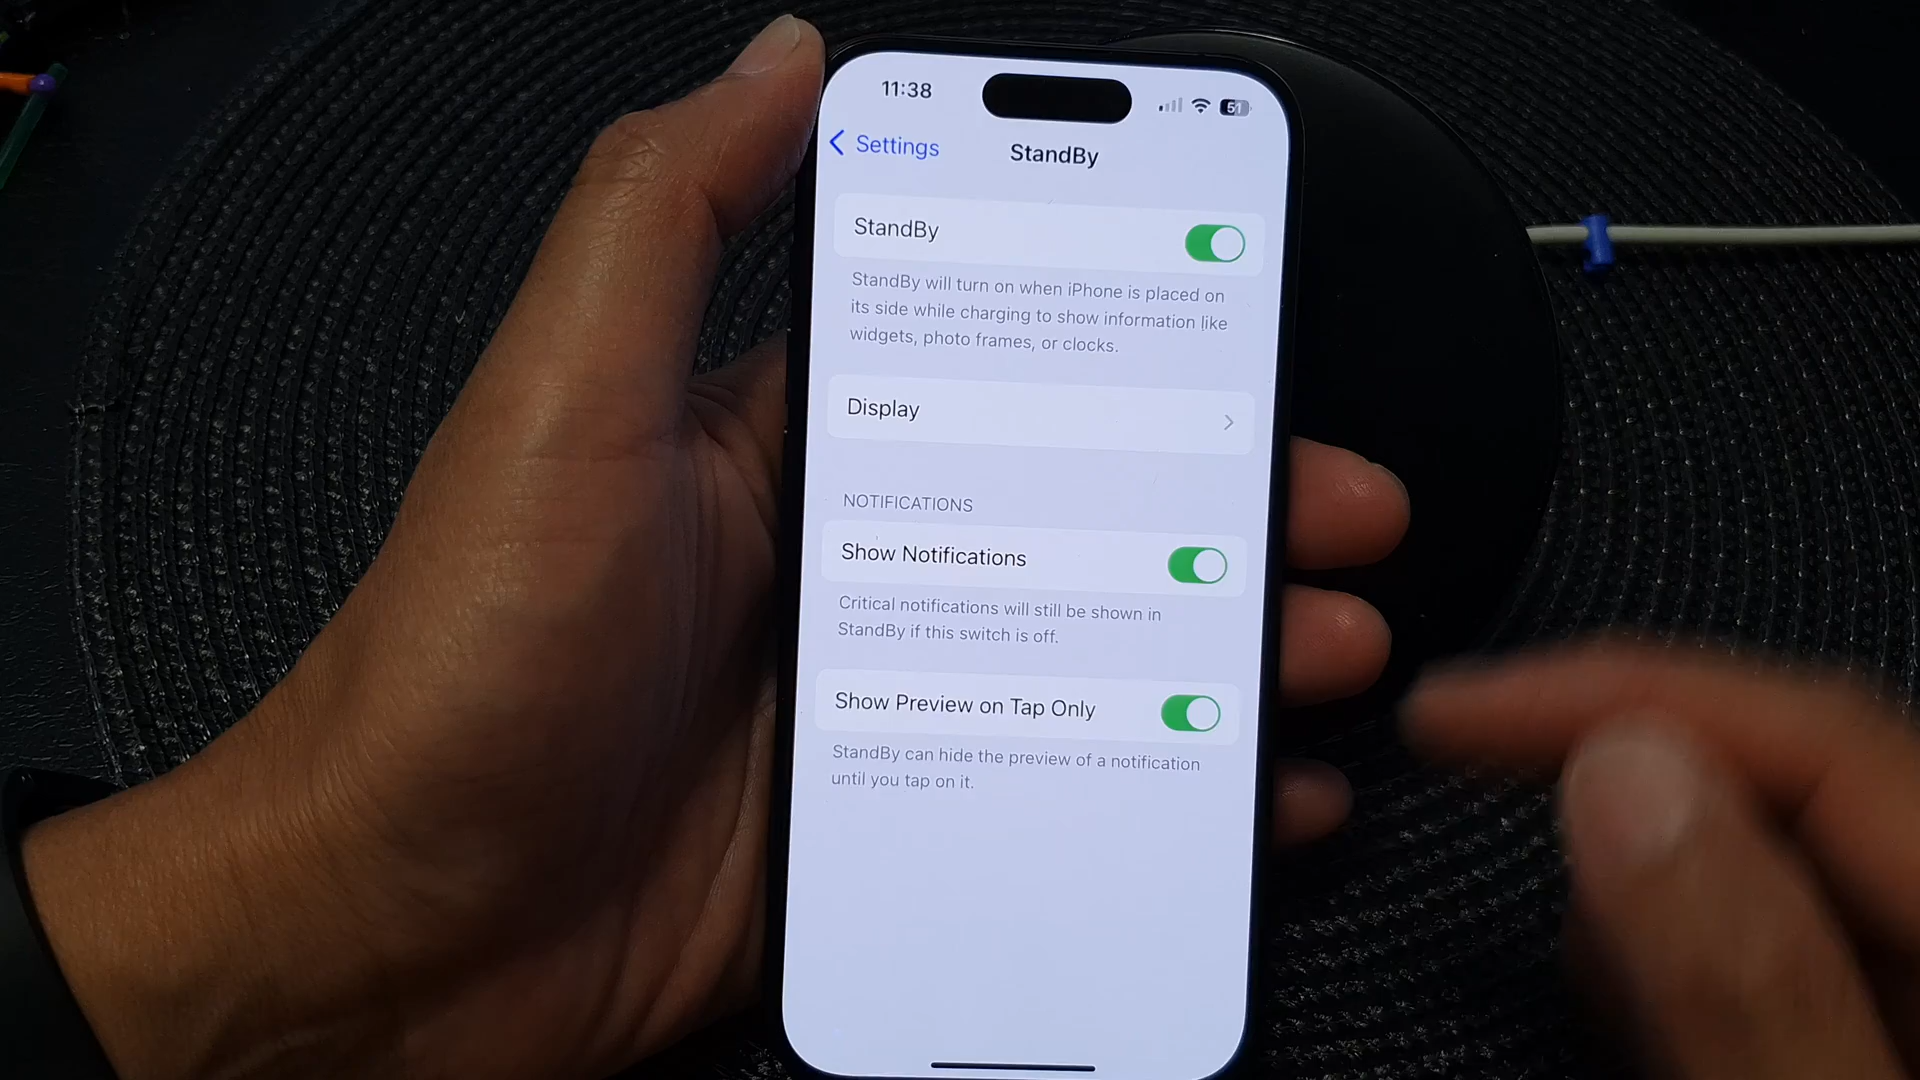 11:38
51
Settings
StandBy
StandBy
StandBy will turn on when iPhone is placed on
its side while charging to show information like
widgets, photo frames, or clocks.
Display
NOTIFICATIONS
Show Notifications
Critical notifications will still be shown in
StandBy if this switch is off.
Show Preview on Tap Only
StandBy can hide the preview of a notification
until you tap on it.